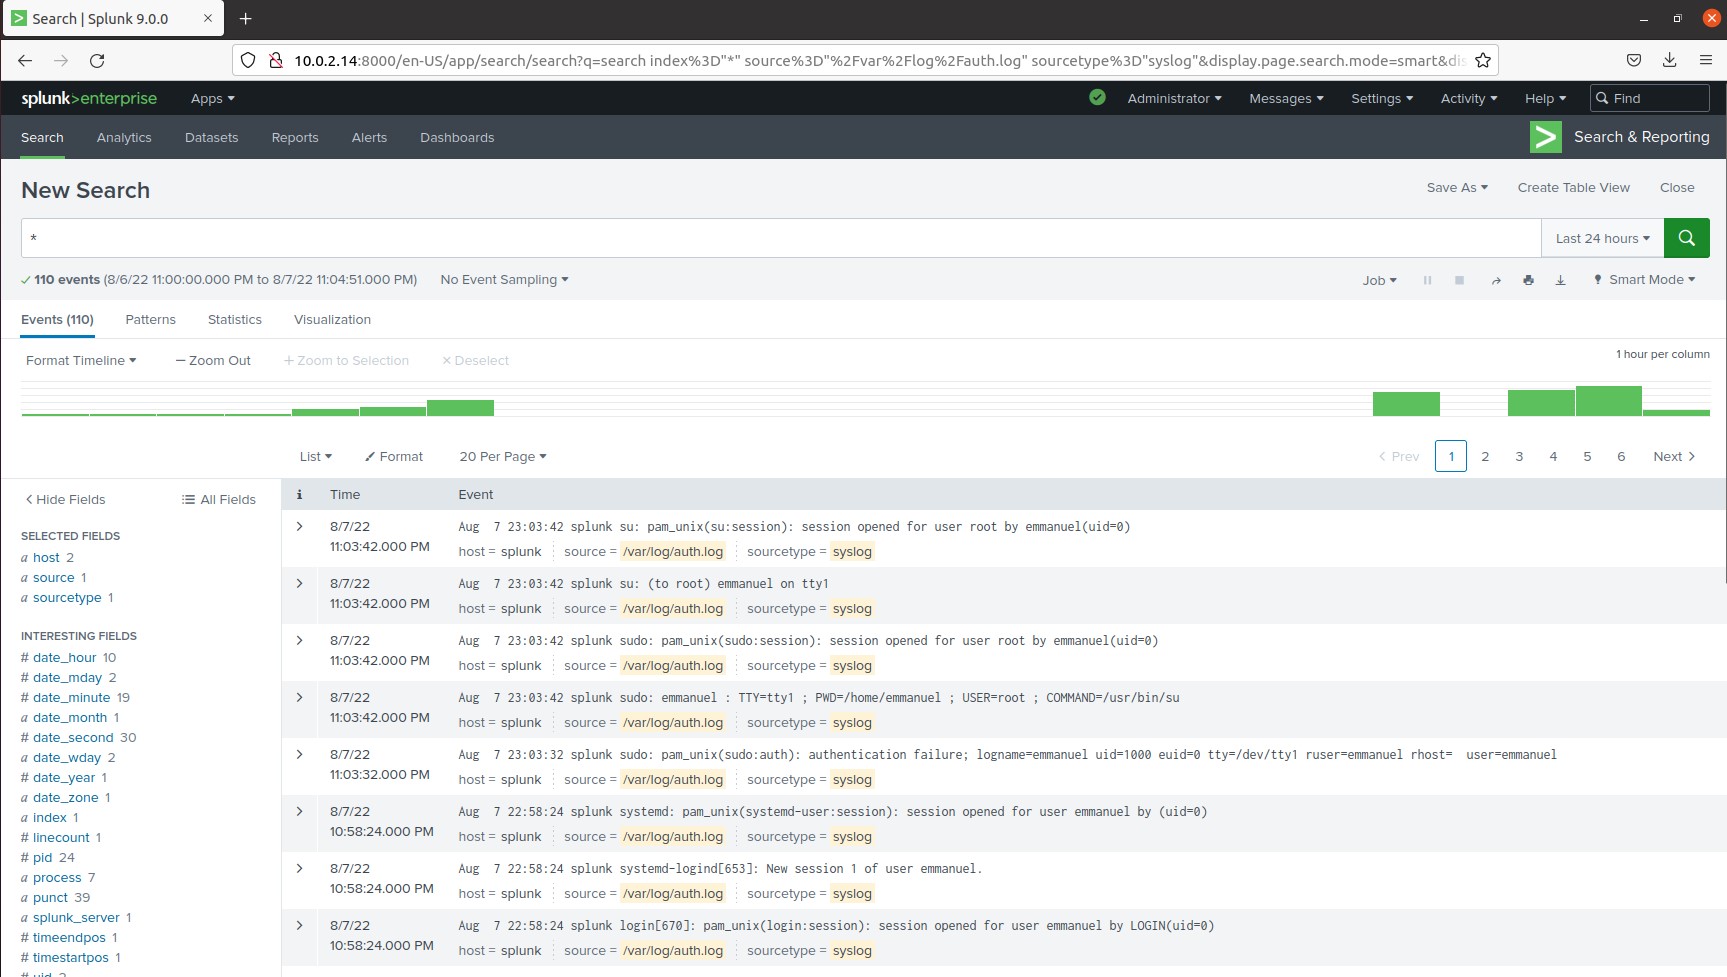 Search | Splunk 9.0.0
10.0.2.14:8000/en-US/app/search/search?q=search index%3D"*" source%3D"%2Fvar%2Flog%2Fauth.log" sourcetype%3D"syslog"&display.page.search.mode=smart&dis
splunk>enterprise Apps Administrator Messages Settings Activity Help Find
Search Analytics Datasets Reports Alerts Dashboards Search & Reporting
New Search Save As Create Table View Close
* Last 24 hours
110 events (8/6/22 11:00:00.000 PM to 8/7/22 11:04:51.000 PM) No Event Sampling Job Smart Mode
Events (110) Patterns Statistics Visualization
Format Timeline − Zoom Out + Zoom to Selection × Deselect 1 hour per column
List Format 20 Per Page < Prev 1 2 3 4 5 6 Next >
< Hide Fields All Fields
SELECTED FIELDS
a host 2
a source 1
a sourcetype 1
INTERESTING FIELDS
# date_hour 10
# date_mday 2
# date_minute 19
a date_month 1
# date_second 30
a date_wday 2
# date_year 1
a date_zone 1
a index 1
# linecount 1
# pid 24
a process 7
a punct 39
a splunk_server 1
# timeendpos 1
# timestartpos 1
# uid 2
i Time Event
8/7/22 Aug  7 23:03:42 splunk su: pam_unix(su:session): session opened for user root by emmanuel(uid=0)
11:03:42.000 PM host = splunk source = /var/log/auth.log sourcetype = syslog
8/7/22 Aug  7 23:03:42 splunk su: (to root) emmanuel on tty1
11:03:42.000 PM host = splunk source = /var/log/auth.log sourcetype = syslog
8/7/22 Aug  7 23:03:42 splunk sudo: pam_unix(sudo:session): session opened for user root by emmanuel(uid=0)
11:03:42.000 PM host = splunk source = /var/log/auth.log sourcetype = syslog
8/7/22 Aug  7 23:03:42 splunk sudo: emmanuel : TTY=tty1 ; PWD=/home/emmanuel ; USER=root ; COMMAND=/usr/bin/su
11:03:42.000 PM host = splunk source = /var/log/auth.log sourcetype = syslog
8/7/22 Aug  7 23:03:32 splunk sudo: pam_unix(sudo:auth): authentication failure; logname=emmanuel uid=1000 euid=0 tty=/dev/tty1 ruser=emmanuel rhost=  user=emmanuel
11:03:32.000 PM host = splunk source = /var/log/auth.log sourcetype = syslog
8/7/22 Aug  7 22:58:24 splunk systemd: pam_unix(systemd-user:session): session opened for user emmanuel by (uid=0)
10:58:24.000 PM host = splunk source = /var/log/auth.log sourcetype = syslog
8/7/22 Aug  7 22:58:24 splunk systemd-logind[653]: New session 1 of user emmanuel.
10:58:24.000 PM host = splunk source = /var/log/auth.log sourcetype = syslog
8/7/22 Aug  7 22:58:24 splunk login[670]: pam_unix(login:session): session opened for user emmanuel by LOGIN(uid=0)
10:58:24.000 PM host = splunk source = /var/log/auth.log sourcetype = syslog